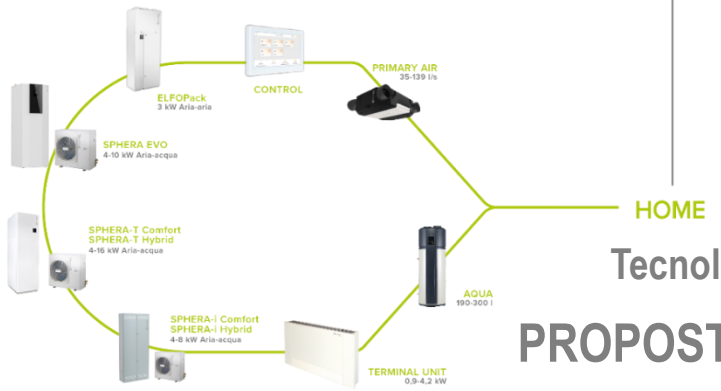 PRIMARY AIR
35-139 l/s
CONTROL
ELFOPack
3 kW Aria-aria
SPHERA EVO
4-10 kW Aria-acqua
HOME
SPHERA-T Comfort
SPHERA-T Hybrid
4-16 kW Aria-acqua
Tecnol
AQUA
190-300 l
SPHERA-i Comfort
SPHERA-i Hybrid
4-8 kW Aria-acqua
PROPOST
TERMINAL UNIT
0,9-4,2 kW